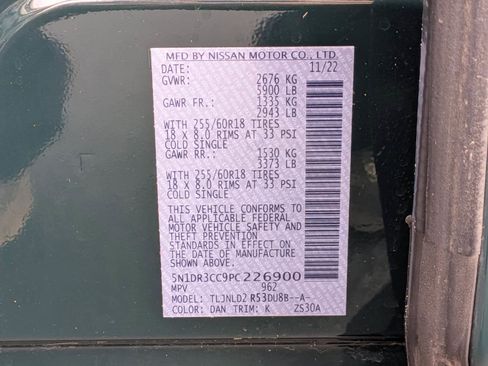 MFD BY NISSAN MOTOR CO., LTD.
DATE: 11/22
GVWR: 2676 KG
5900 LB
GAWR FR.: 1335 KG
2943 LB
WITH 255/60R18 TIRES
18 X 8.0 RIMS AT 33 PSI
COLD SINGLE
GAWR RR.: 1530 KG
3373 LB
WITH 255/60R18 TIRES
18 X 8.0 RIMS AT 33 PSI
COLD SINGLE
THIS VEHICLE CONFORMS TO
ALL APPLICABLE FEDERAL
MOTOR VEHICLE SAFETY
AND THEFT PREVENTION
STANDARDS IN EFFECT ON
THE DATE OF MANUFACTURE
SHOWN ABOVE.
5N1DR3CC9PC226900
MPV 962
MODEL: TLJNLD2 R53DU8B--A-
COLOR: DAN TRIM: K ZS30A